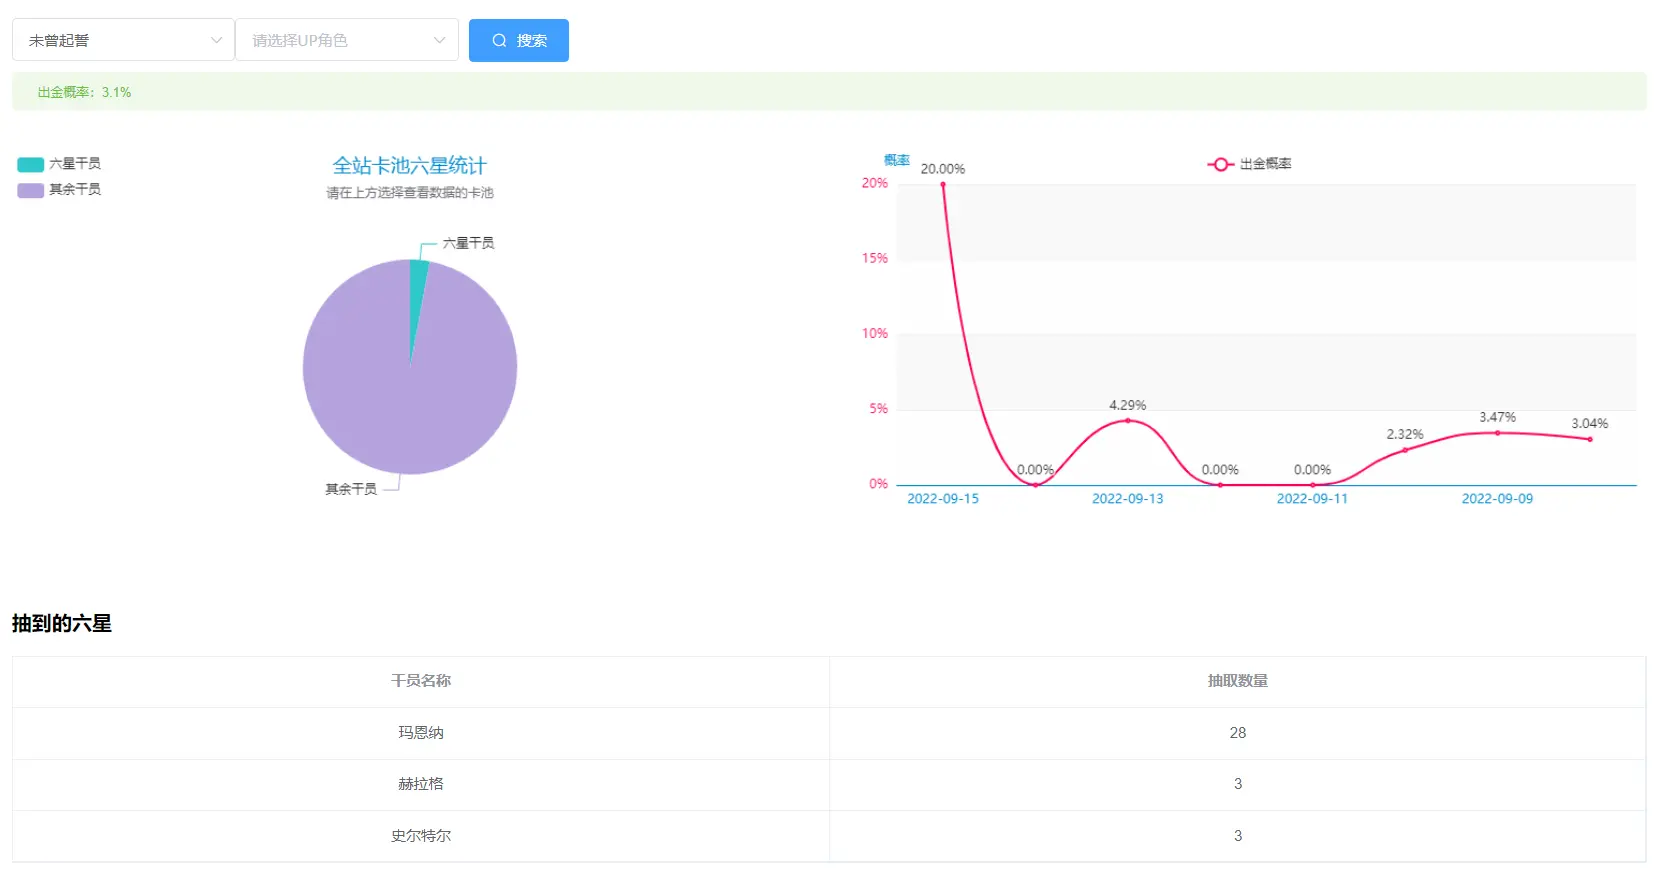 未曾起誓
请选择UP角色
搜索
出金概率：3.1%
六星干员
其余干员
全站卡池六星统计
请在上方选择查看数据的卡池
六星干员
其余干员
概率
出金概率
20%
15%
10%
5%
0%
20.00%
0.00%
4.29%
0.00%
0.00%
2.32%
3.47%
3.04%
2022-09-15
2022-09-13
2022-09-11
2022-09-09
抽到的六星
干员名称 抽取数量
玛恩纳 28
赫拉格 3
史尔特尔 3